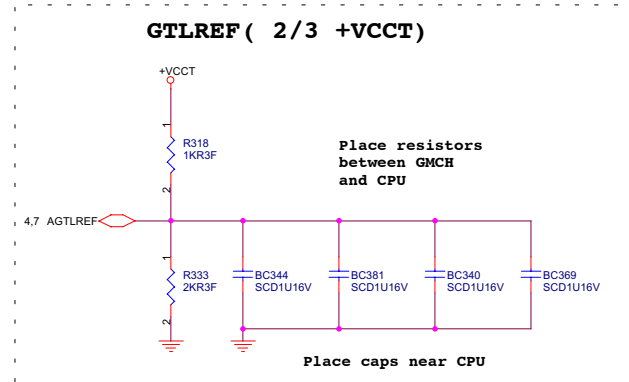 GTLREF( 2/3 +VCCT)
+VCCT
1
R318
1KR3F
2
Place resistors
between GMCH
and CPU
4,7 AGTLREF
1
R333
2KR3F
2
BC344
SCD1U16V
BC381
SCD1U16V
BC340
SCD1U16V
BC369
SCD1U16V
Place caps near CPU